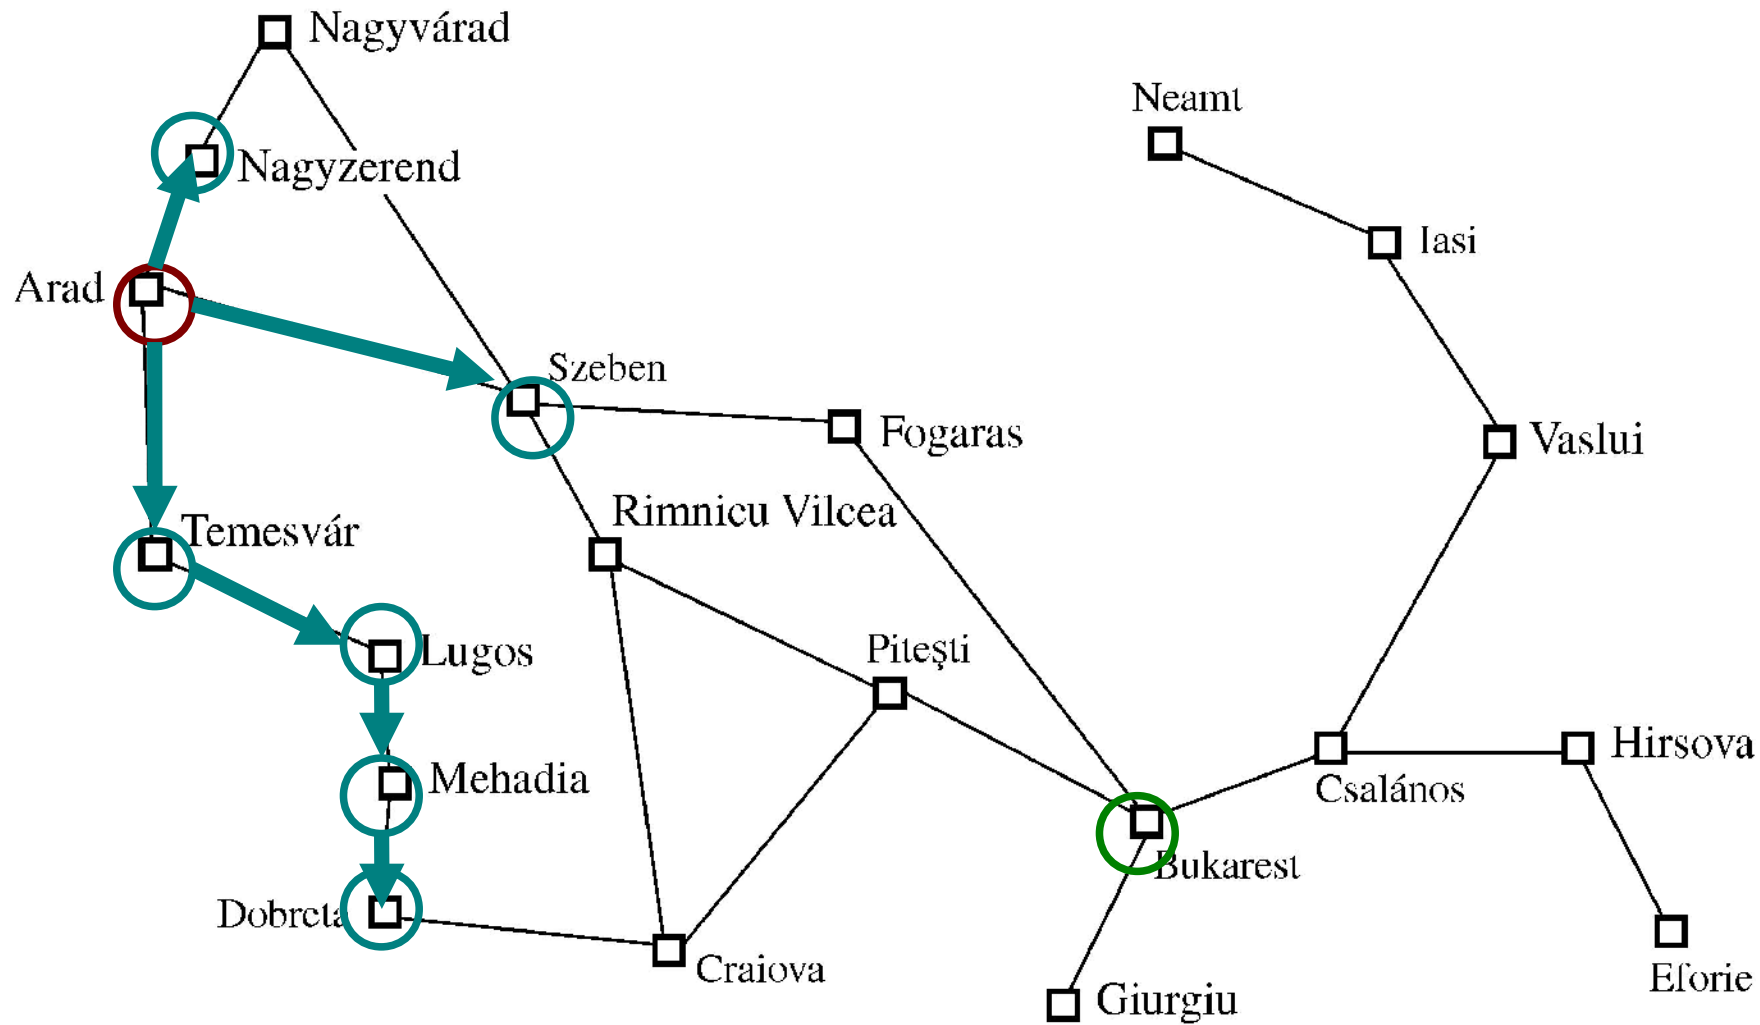 Nagyvárad
Neamt
Nagyzerend
Iasi
Arad
Szeben
Fogaras
Vaslui
Rimnicu Vilcea
Temesvár
Lugos
Piteşti
Hirsova
Mehadia
Csalános
Bukarest
Dobreta
Craiova
Eforie
Giurgiu